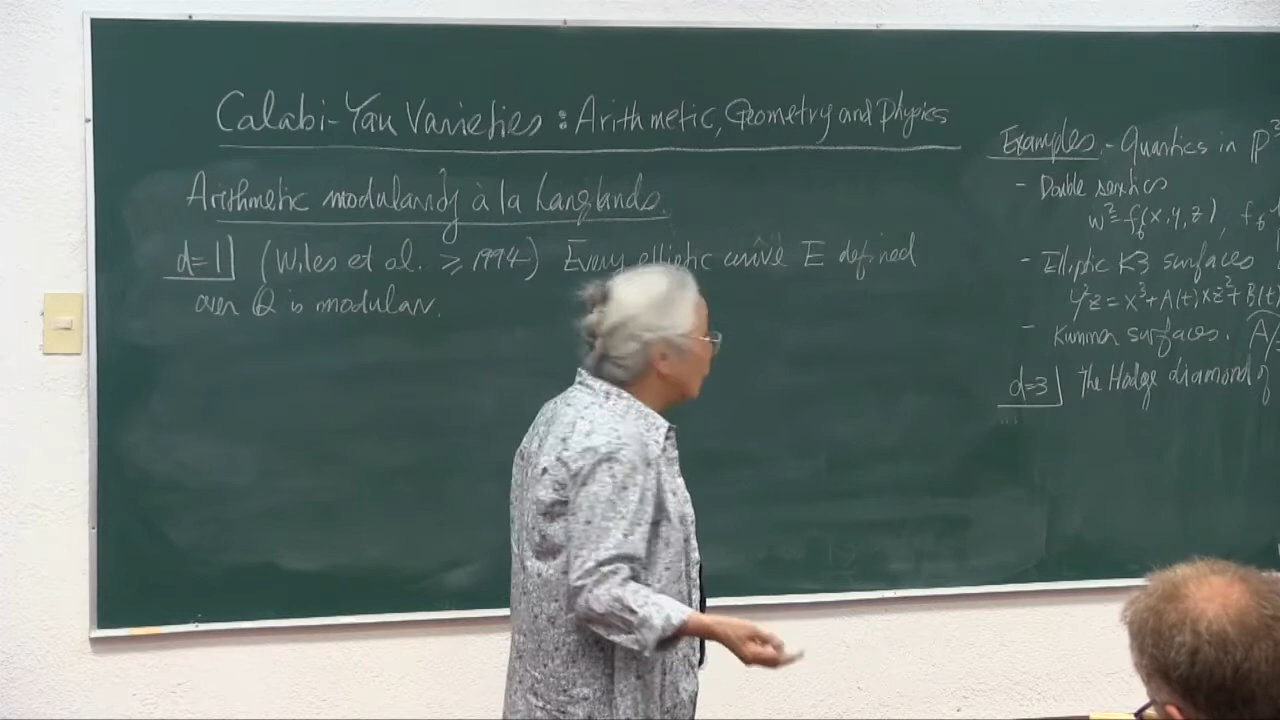 Calabi-Yau Varieties: Arithmetic, Geometry and Physics
Arithmetic modularity à la Langlands.
d=1 (Wiles et al. ≥ 1994) Every elliptic curve E defined
over Q is modular.
Examples - Quartics in P³
- Double sextics
w²=f₆(x,y,z), f₆
- Elliptic K3 surfaces
y²z = x³+A(t)xz²+B(t)
- Kummer surfaces. A/±
d=3 The Hodge diamond of